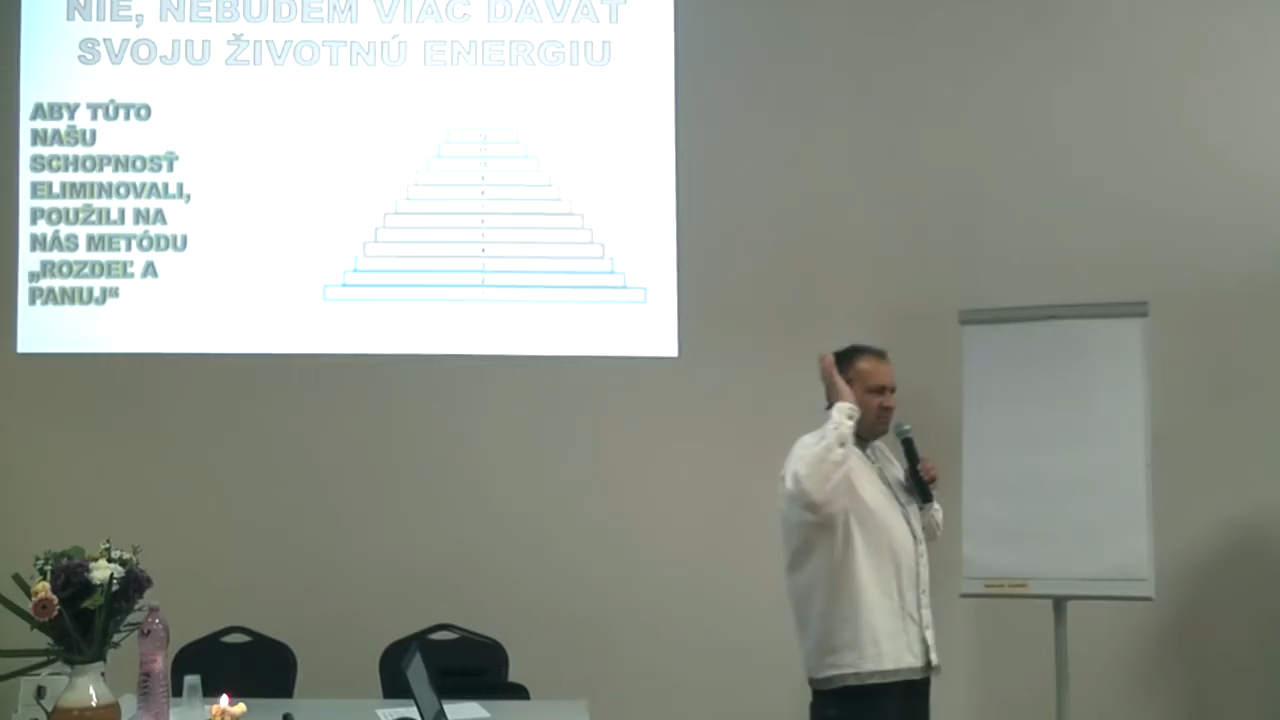 NIE, NEBUDEM VIAC DÁVAŤ
SVOJU ŽIVOTNÚ ENERGIU
ABY TÚTO
NAŠU
SCHOPNOSŤ
ELIMINOVALI,
POUŽILI NA
NÁS METÓDU
„ROZDEĽ A
PANUJ“